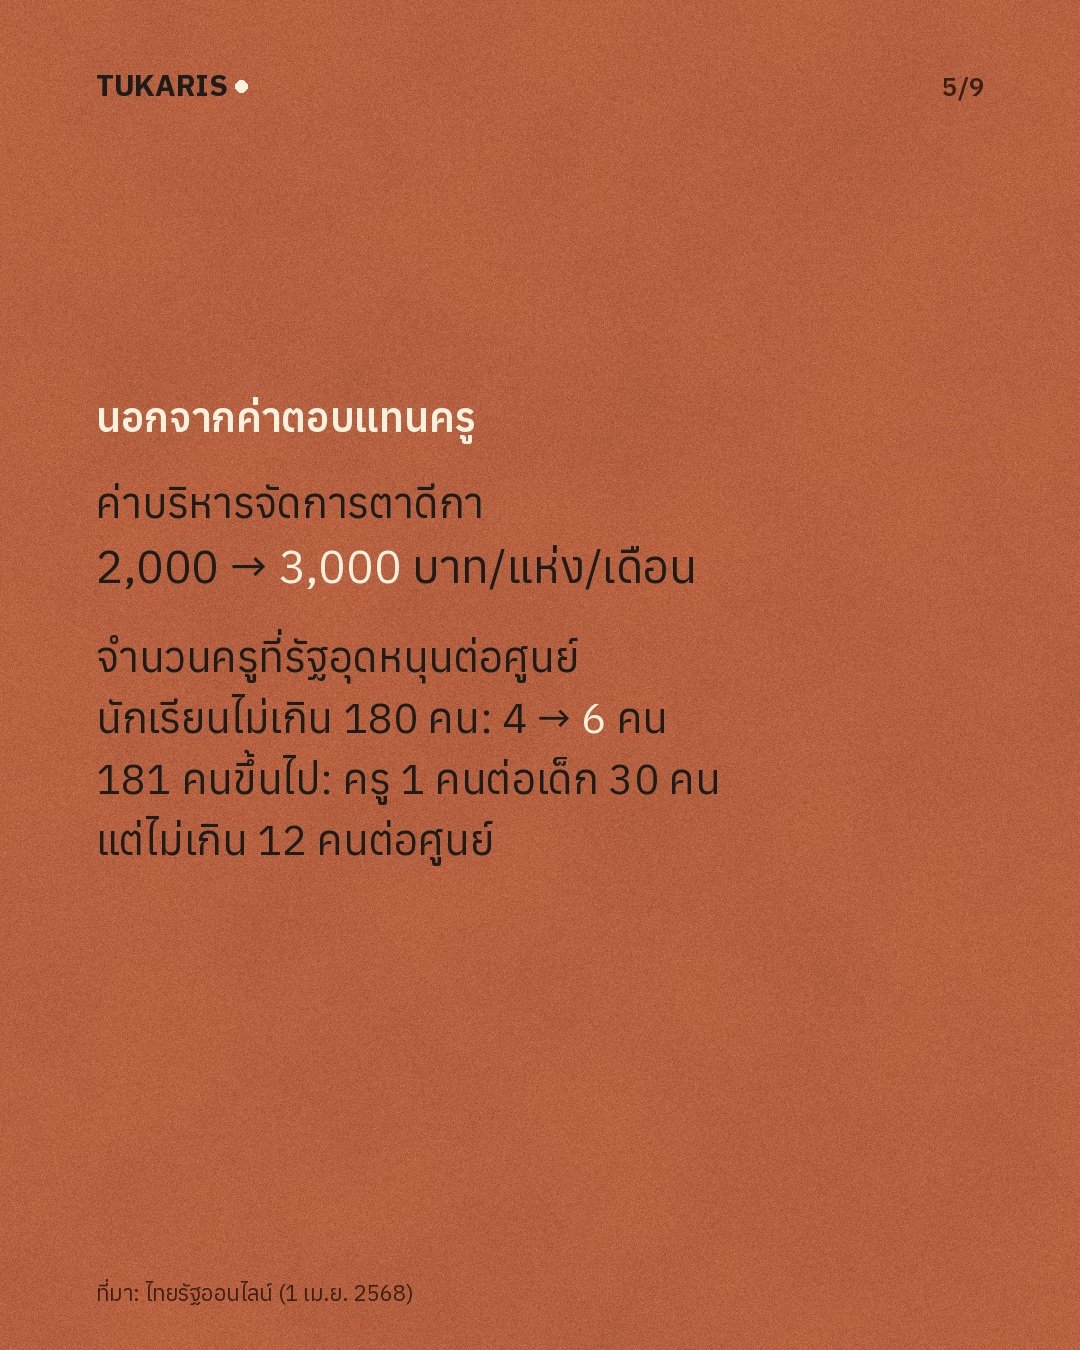 TUKARIS
5/9
นอกจากค่าตอบแทนครู
ค่าบริหารจัดการตาดีกา
2,000 → 3,000 บาท/แห่ง/เดือน
จำนวนครูที่รัฐอุดหนุนต่อศูนย์
นักเรียนไม่เกิน 180 คน: 4 → 6 คน
181 คนขึ้นไป: ครู 1 คนต่อเด็ก 30 คน
แต่ไม่เกิน 12 คนต่อศูนย์
ที่มา: ไทยรัฐออนไลน์ (1 เม.ย. 2568)